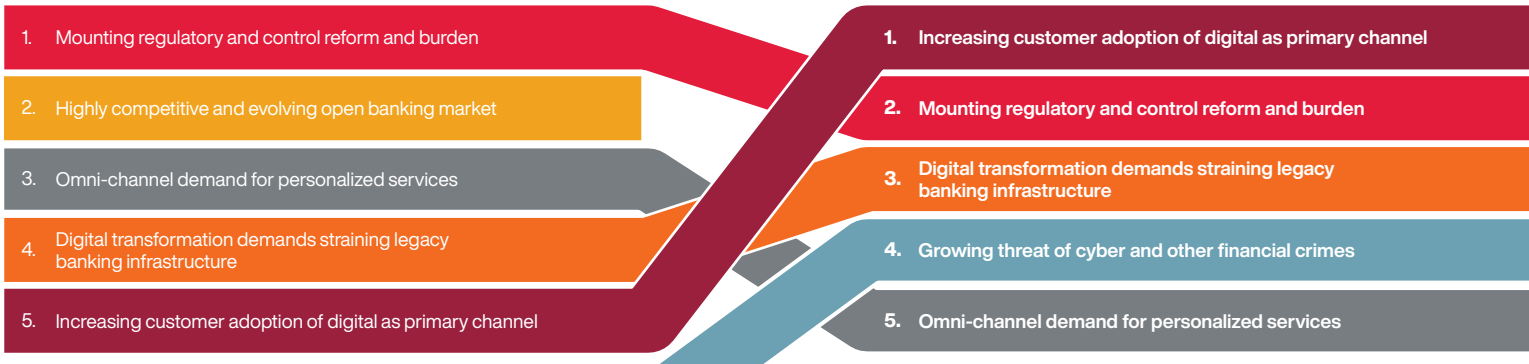 1. Mounting regulatory and control reform and burden
2. Highly competitive and evolving open banking market
3. Omni-channel demand for personalized services
4. Digital transformation demands straining legacy
banking infrastructure
5. Increasing customer adoption of digital as primary channel
1. Increasing customer adoption of digital as primary channel
2. Mounting regulatory and control reform and burden
3. Digital transformation demands straining legacy
banking infrastructure
4. Growing threat of cyber and other financial crimes
5. Omni-channel demand for personalized services